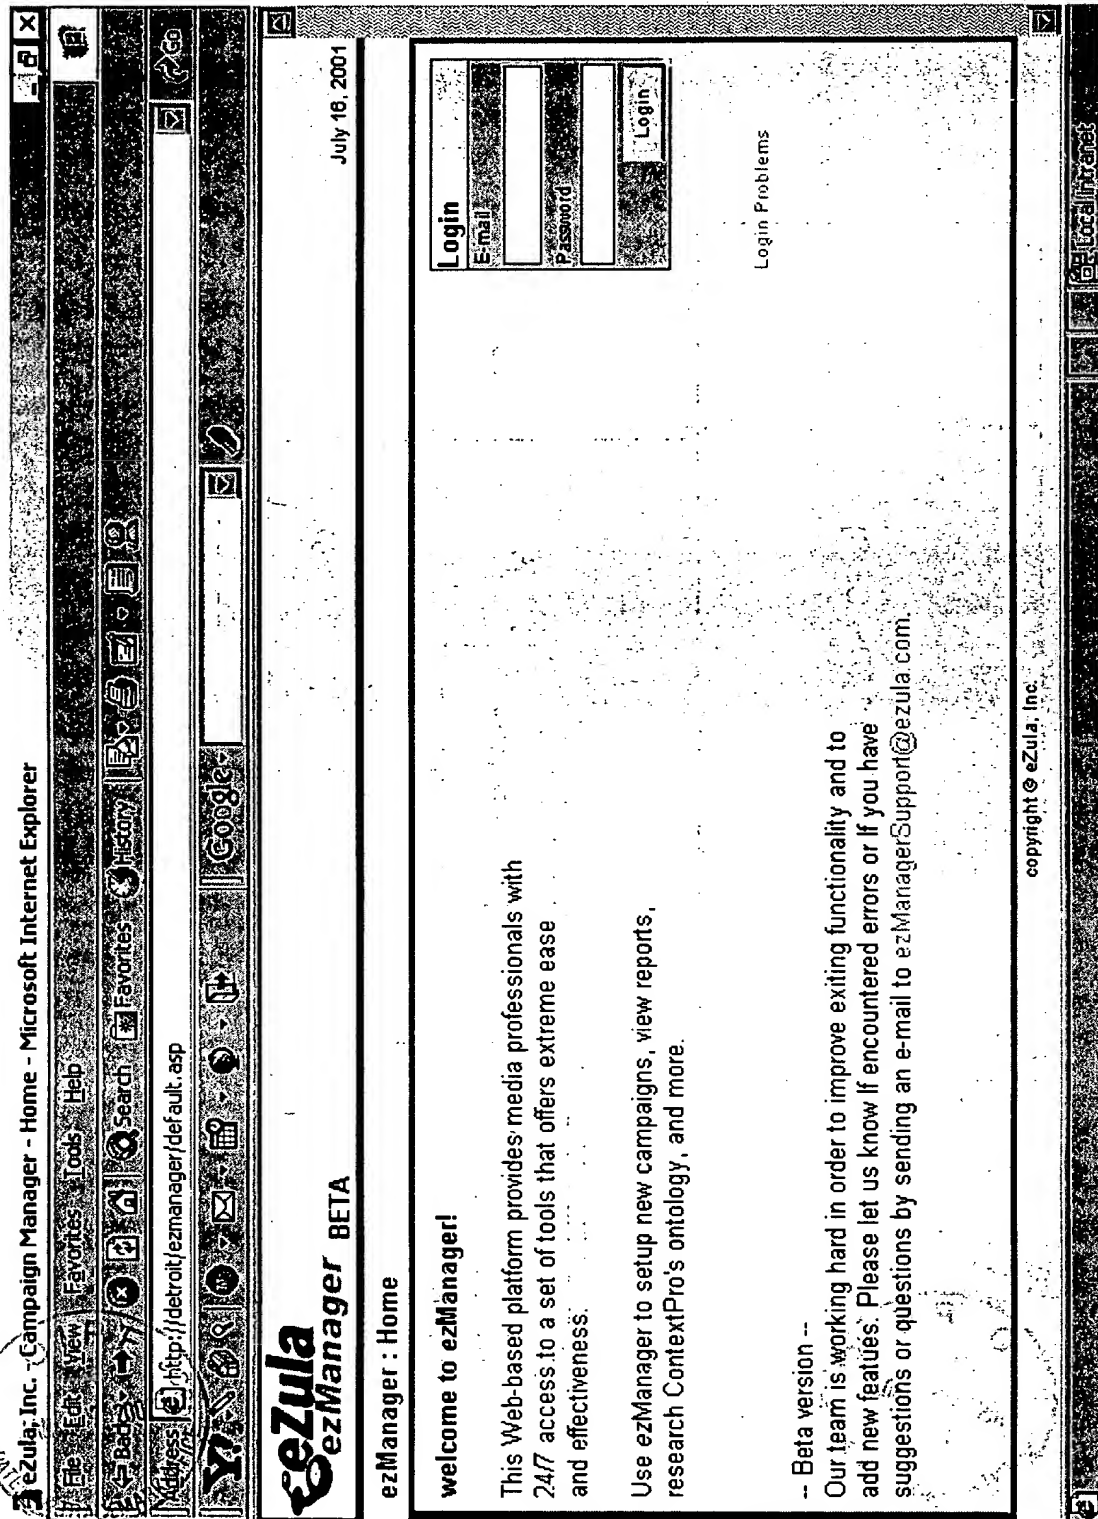 eZula, Inc. - Campaign Manager - Home - Microsoft Internet Explorer
File Edit View Favorites Tools Help
Back Search Favorites History
Address http://detroit/ezmanager/default.asp Go
Y! Google
eZula
ezManager BETA
July 16, 2001
ezManager : Home
welcome to ezManager!
This Web-based platform provides media professionals with
24/7 access to a set of tools that offers extreme ease
and effectiveness.
Use ezManager to setup new campaigns, view reports,
research ContextPro's ontology, and more.
-- Beta version --
Our team is working hard in order to improve exiting functionality and to
add new featues. Please let us know If encountered errors or If you have
suggestions or questions by sending an e-mail to ezManagerSupport@ezula.com.
Login
E-mail
Password
Login
Login Problems
copyright © eZula, Inc.
Local intranet